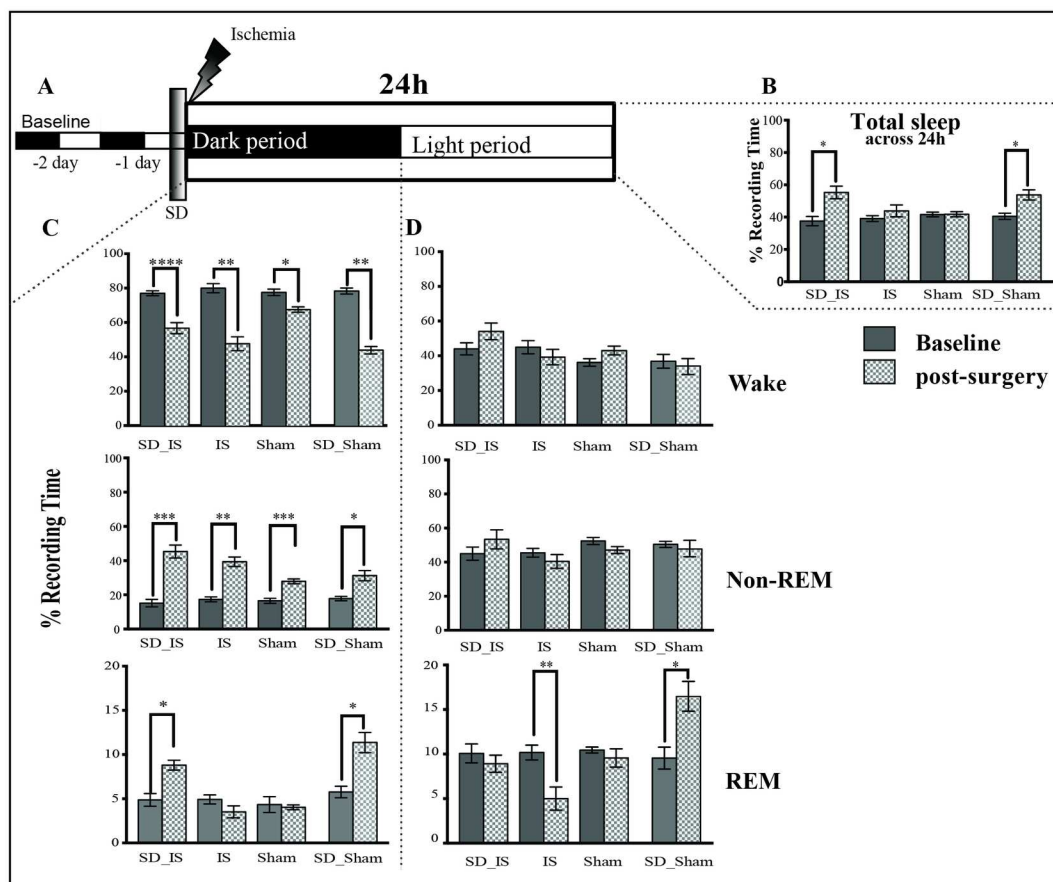 Ischemia
A
24h
B
Baseline
Dark period
Light period
-2 day
-1 day
SD
Total sleep
across 24h
% Recording Time
100
80
60
40
20
0
*
*
SD_IS
IS
Sham
SD_Sham
Baseline
post-surgery
C
100
80
60
40
20
0
****
**
*
**
SD_IS
IS
Sham
SD_Sham
D
100
80
60
40
20
0
SD_IS
IS
Sham
SD_Sham
Wake
% Recording Time
100
80
60
40
20
0
***
**
***
*
SD_IS
IS
Sham
SD_Sham
100
80
60
40
20
0
SD_IS
IS
Sham
SD_Sham
Non-REM
20
15
10
5
0
*
*
SD_IS
IS
Sham
SD_Sham
20
15
10
5
0
**
*
SD_IS
IS
Sham
SD_Sham
REM